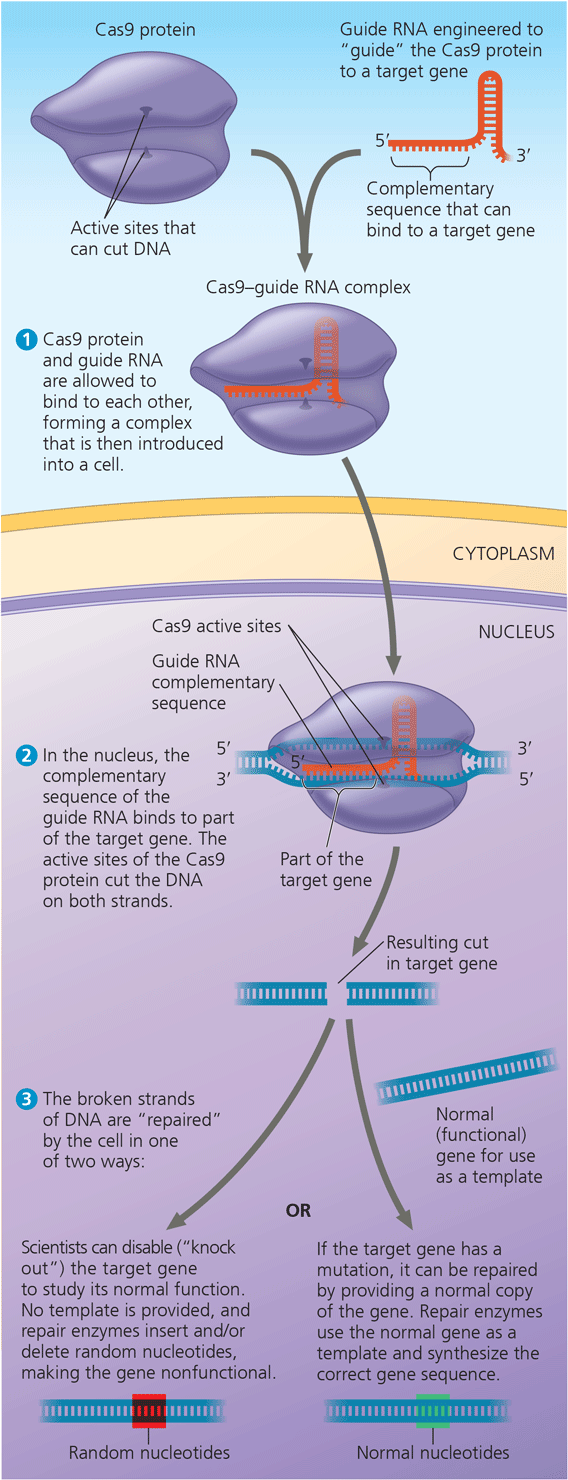 Cas9 protein
Guide RNA engineered to
“guide” the Cas9 protein
to a target gene
5′
3′
Complementary
sequence that can
bind to a target gene
Active sites that
can cut DNA
Cas9–guide RNA complex
1 Cas9 protein
and guide RNA
are allowed to
bind to each other,
forming a complex
that is then introduced
into a cell.
CYTOPLASM
NUCLEUS
Cas9 active sites
Guide RNA
complementary
sequence
5′
3′
5′
3′
5′
2 In the nucleus, the
complementary
sequence of the
guide RNA binds to part
of the target gene. The
active sites of the Cas9
protein cut the DNA
on both strands.
Part of the
target gene
Resulting cut
in target gene
3 The broken strands
of DNA are “repaired”
by the cell in one
of two ways:
Normal
(functional)
gene for use
as a template
OR
Scientists can disable (“knock
out”) the target gene
to study its normal function.
No template is provided, and
repair enzymes insert and/or
delete random nucleotides,
making the gene nonfunctional.
Random nucleotides
If the target gene has a
mutation, it can be repaired
by providing a normal copy
of the gene. Repair enzymes
use the normal gene as a
template and synthesize the
correct gene sequence.
Normal nucleotides